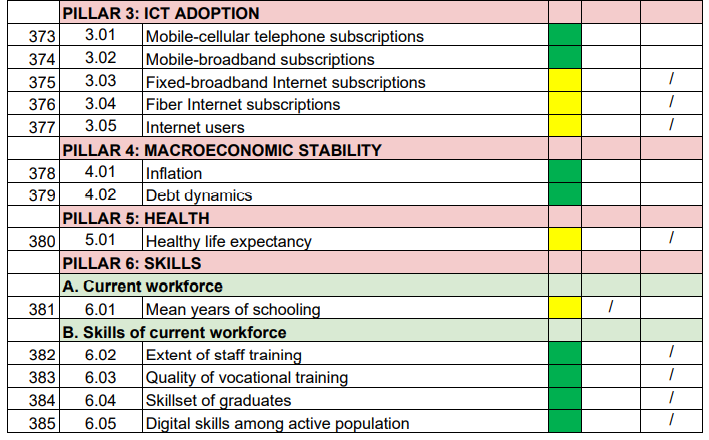 PILLAR 3: ICT ADOPTION
373 3.01 Mobile-cellular telephone subscriptions
374 3.02 Mobile-broadband subscriptions
375 3.03 Fixed-broadband Internet subscriptions /
376 3.04 Fiber Internet subscriptions /
377 3.05 Internet users /
PILLAR 4: MACROECONOMIC STABILITY
378 4.01 Inflation
379 4.02 Debt dynamics
PILLAR 5: HEALTH
380 5.01 Healthy life expectancy /
PILLAR 6: SKILLS
A. Current workforce
381 6.01 Mean years of schooling /
B. Skills of current workforce
382 6.02 Extent of staff training /
383 6.03 Quality of vocational training /
384 6.04 Skillset of graduates /
385 6.05 Digital skills among active population /